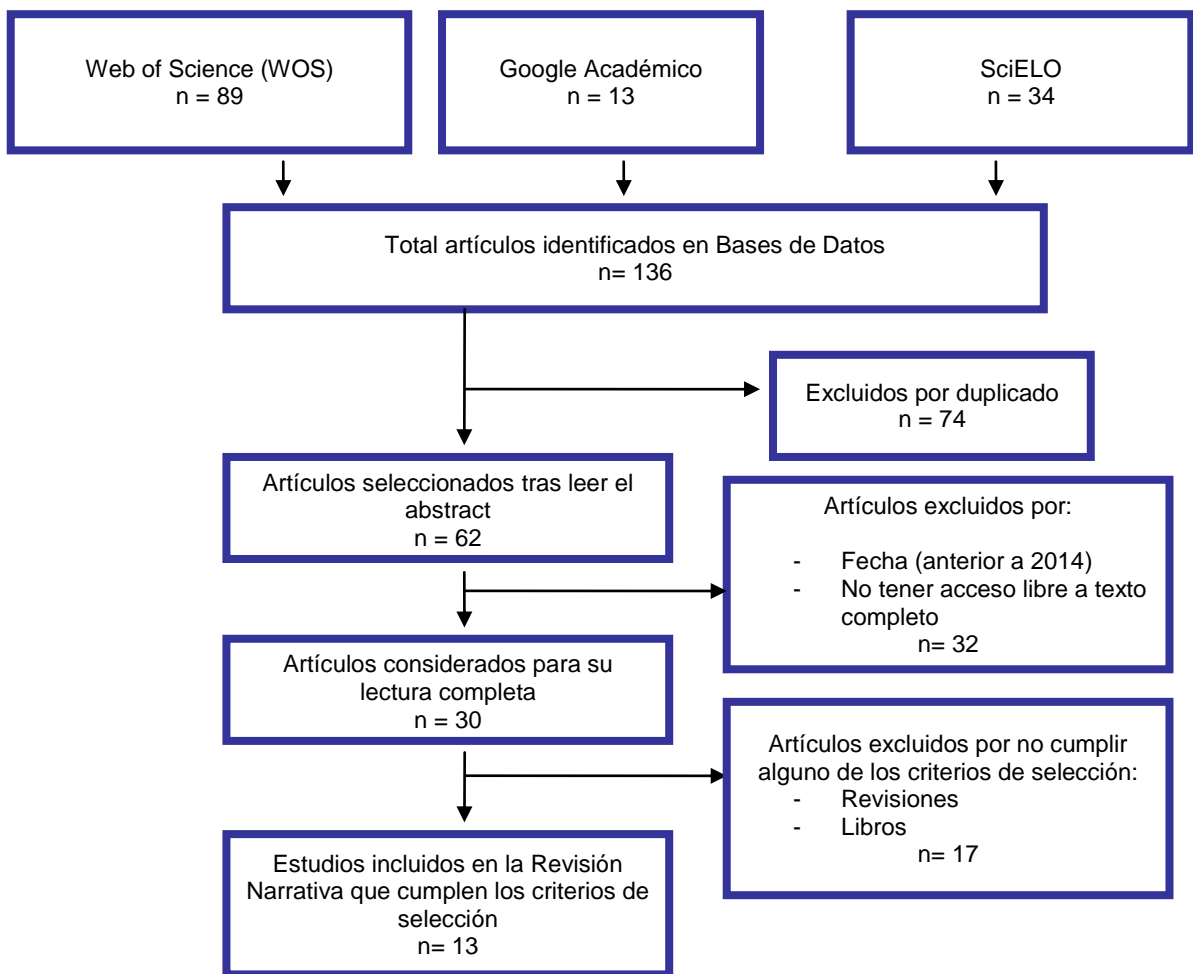 Web of Science (WOS)
n = 89
Google Académico
n = 13
SciELO
n = 34
Total artículos identificados en Bases de Datos
n= 136
Excluidos por duplicado
n = 74
Artículos seleccionados tras leer el
abstract
n = 62
Artículos excluidos por:
- Fecha (anterior a 2014)
- No tener acceso libre a texto
completo
n= 32
Artículos considerados para su
lectura completa
n = 30
Artículos excluidos por no cumplir
alguno de los criterios de selección:
- Revisiones
- Libros
n= 17
Estudios incluidos en la Revisión
Narrativa que cumplen los criterios de
selección
n= 13